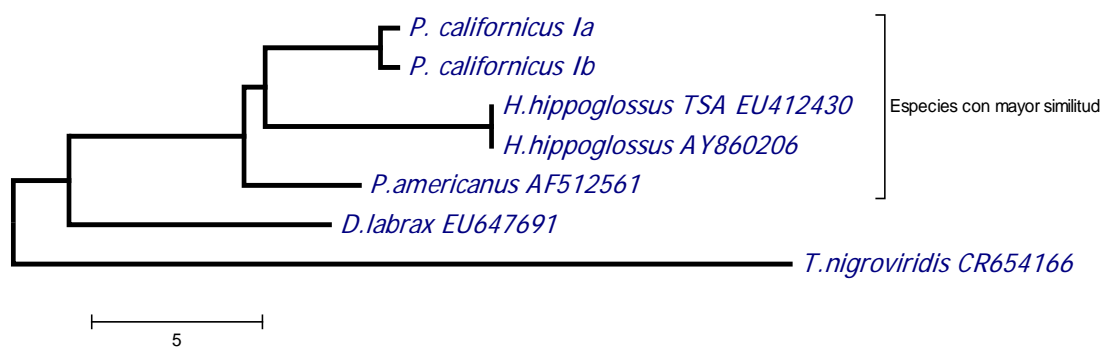 P. californicus Ia
P. californicus Ib
H.hippoglossus TSA EU412430
Especies con mayor similitud
H.hippoglossus AY860206
P.americanus AF512561
D.labrax EU647691
T.nigroviridis CR654166
5